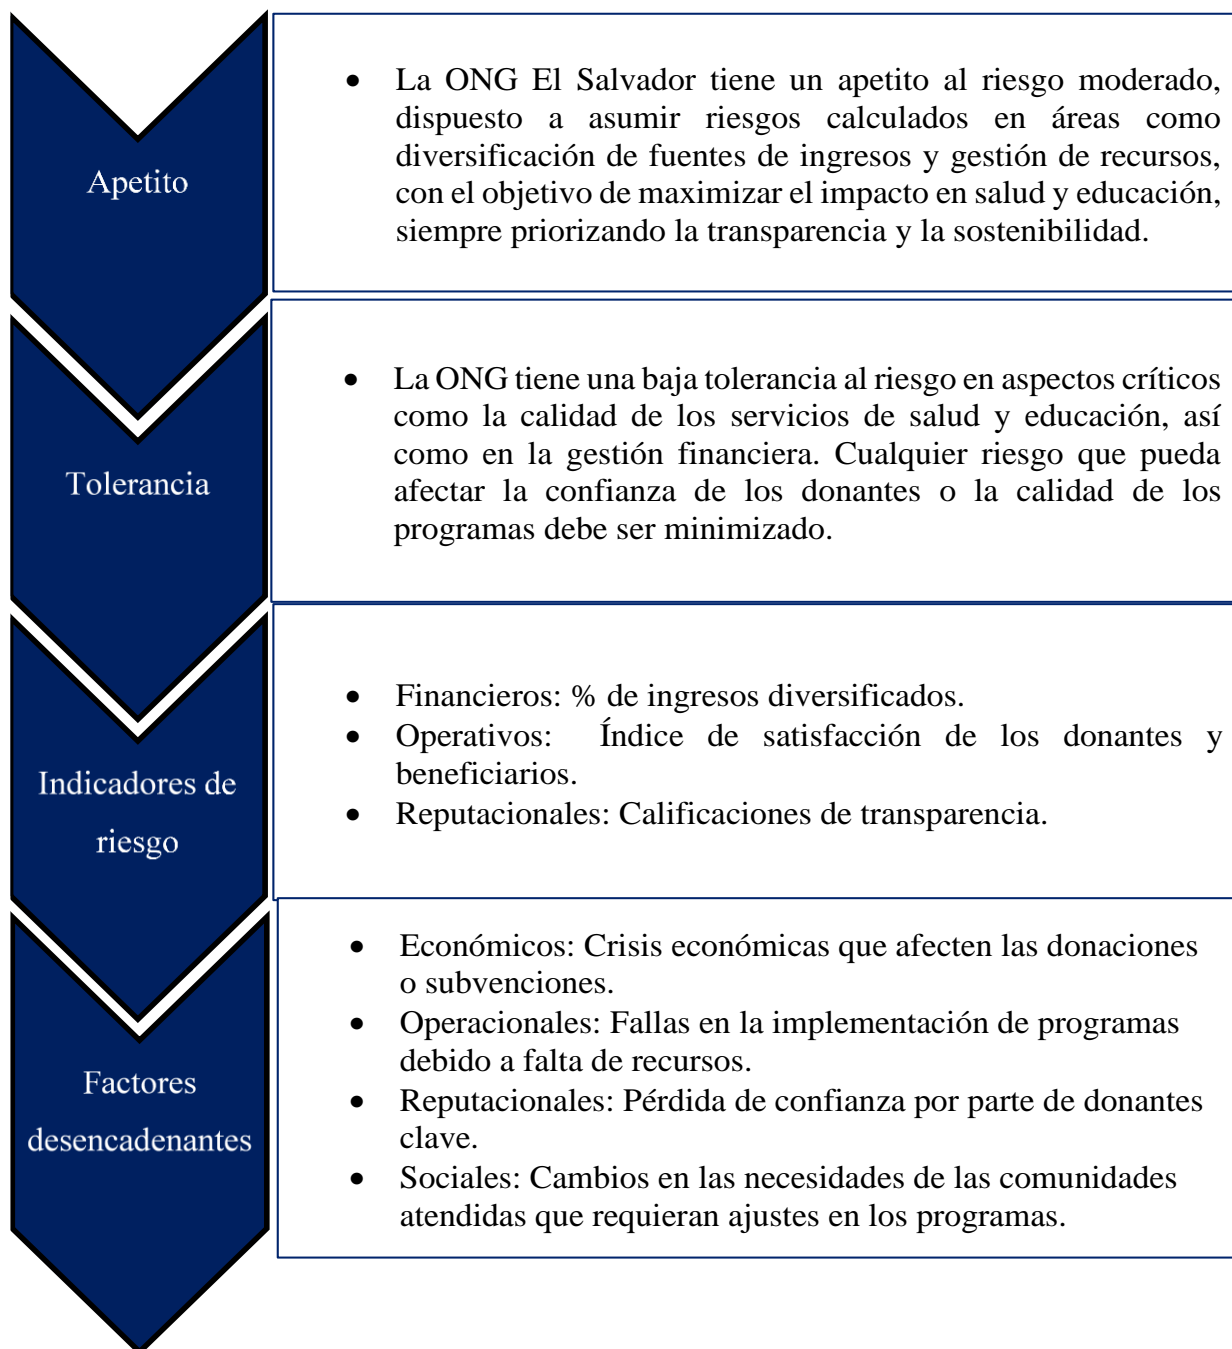 Apetito
• La ONG El Salvador tiene un apetito al riesgo moderado,
dispuesto a asumir riesgos calculados en áreas como
diversificación de fuentes de ingresos y gestión de recursos,
con el objetivo de maximizar el impacto en salud y educación,
siempre priorizando la transparencia y la sostenibilidad.
Tolerancia
• La ONG tiene una baja tolerancia al riesgo en aspectos críticos
como la calidad de los servicios de salud y educación, así
como en la gestión financiera. Cualquier riesgo que pueda
afectar la confianza de los donantes o la calidad de los
programas debe ser minimizado.
Indicadores de
riesgo
• Financieros: % de ingresos diversificados.
• Operativos: Índice de satisfacción de los donantes y
beneficiarios.
• Reputacionales: Calificaciones de transparencia.
Factores
desencadenantes
• Económicos: Crisis económicas que afecten las donaciones
o subvenciones.
• Operacionales: Fallas en la implementación de programas
debido a falta de recursos.
• Reputacionales: Pérdida de confianza por parte de donantes
clave.
• Sociales: Cambios en las necesidades de las comunidades
atendidas que requieran ajustes en los programas.